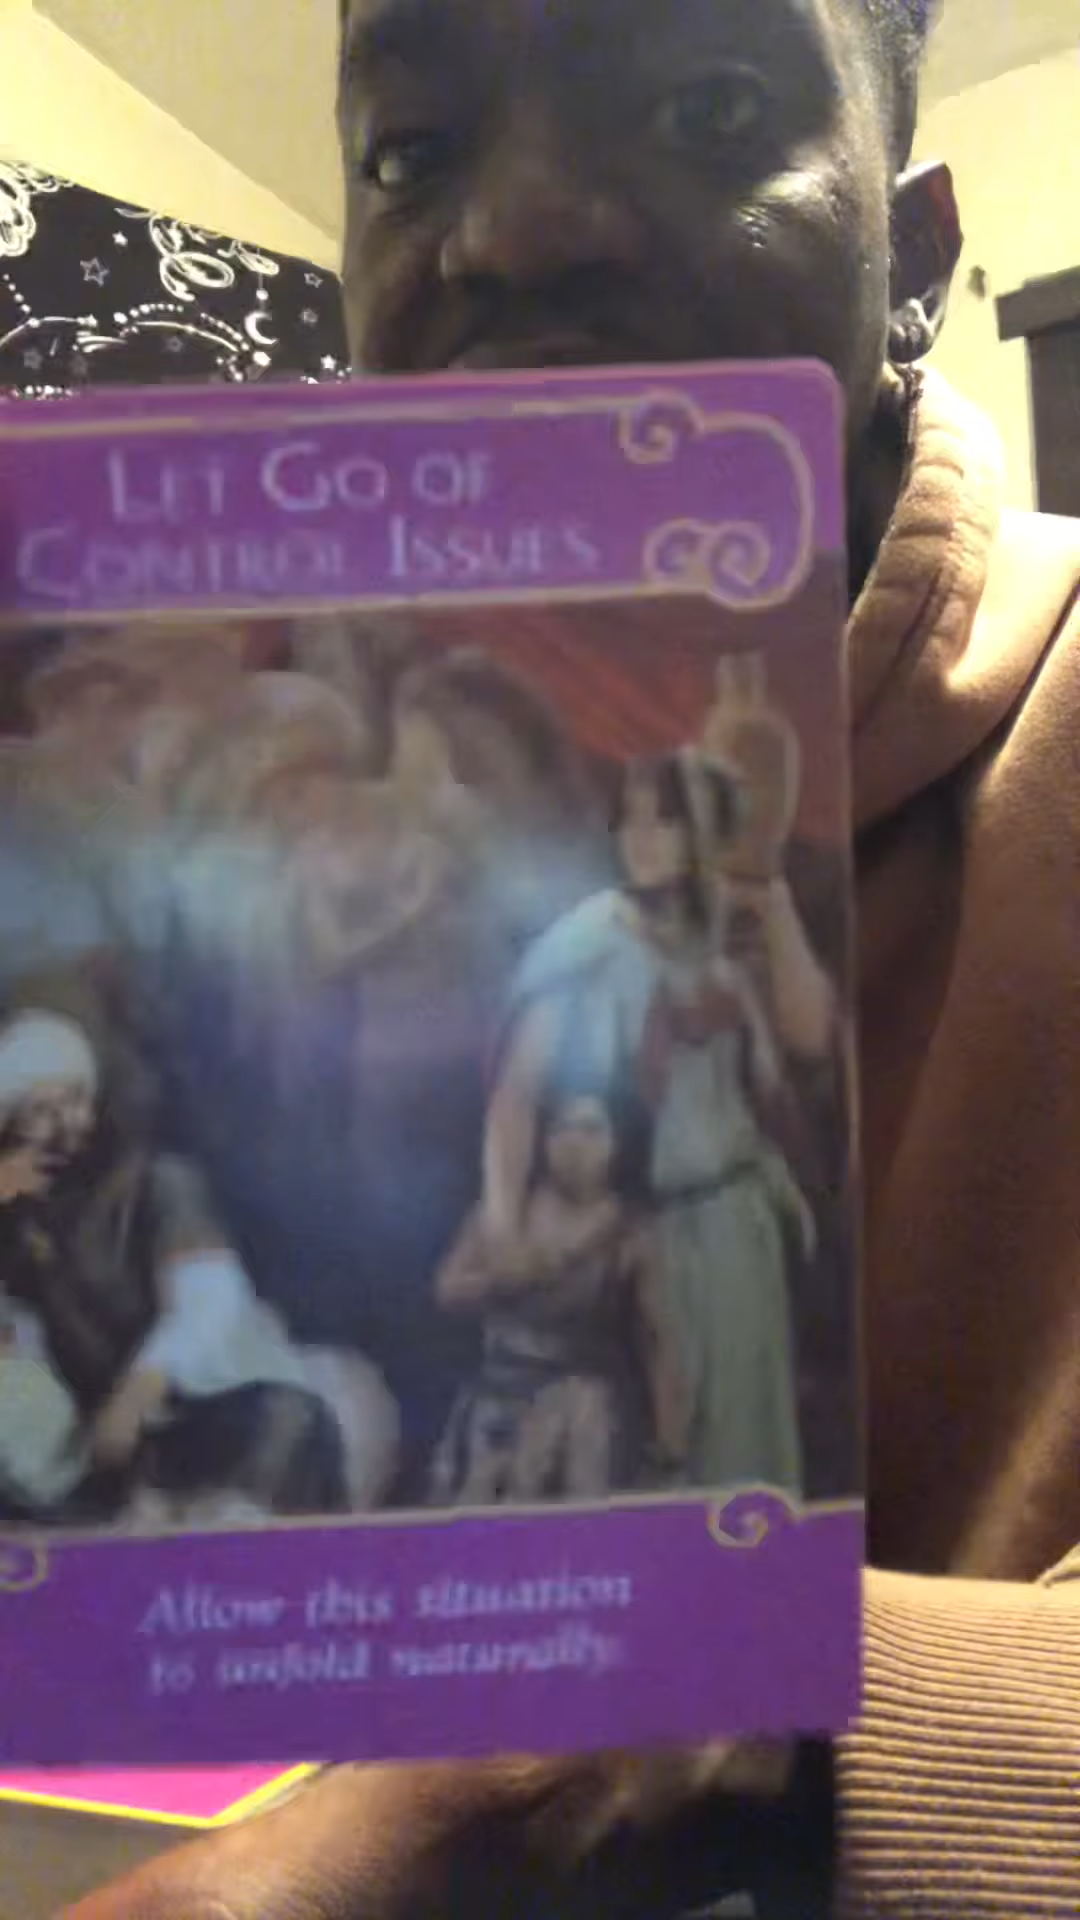 LET GO OF
CONTROL ISSUES
Allow this situation
to unfold naturally.